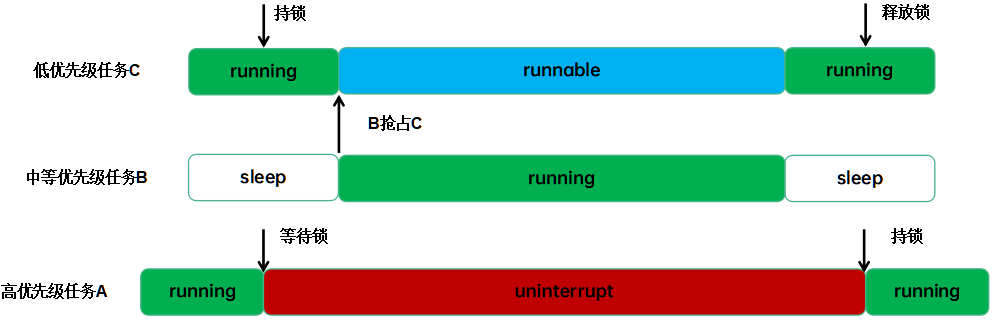 持锁
释放锁
低优先级任务C
running
runnable
running
B抢占C
中等优先级任务B
sleep
running
sleep
等待锁
持锁
高优先级任务A
running
uninterrupt
running